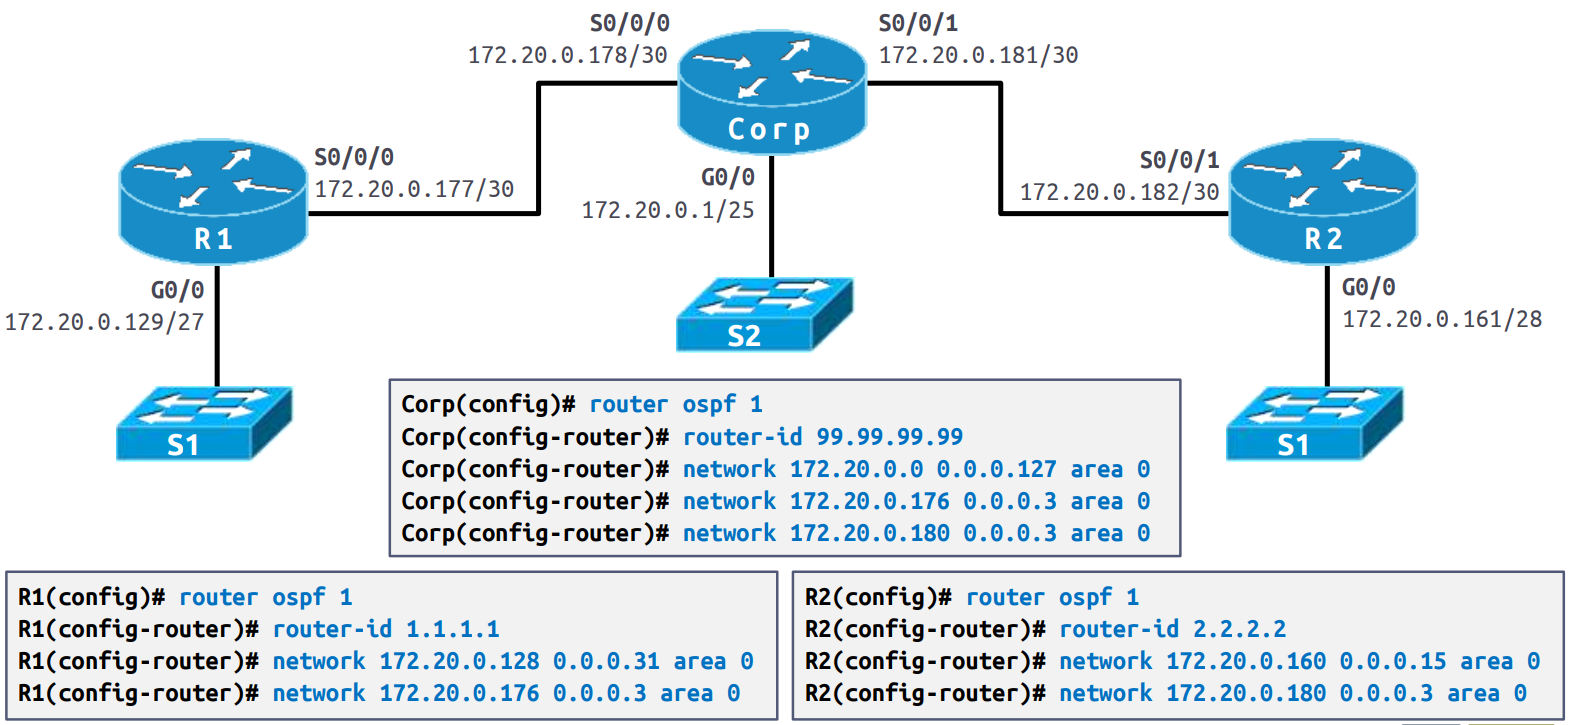 S0/0/0
172.20.0.178/30
S0/0/1
172.20.0.181/30
Corp
S0/0/0
172.20.0.177/30
G0/0
172.20.0.1/25
S0/0/1
172.20.0.182/30
R1
R2
G0/0
172.20.0.129/27
G0/0
172.20.0.161/28
S2
S1
S1
Corp(config)# router ospf 1
Corp(config-router)# router-id 99.99.99.99
Corp(config-router)# network 172.20.0.0 0.0.0.127 area 0
Corp(config-router)# network 172.20.0.176 0.0.0.3 area 0
Corp(config-router)# network 172.20.0.180 0.0.0.3 area 0
R1(config)# router ospf 1
R1(config-router)# router-id 1.1.1.1
R1(config-router)# network 172.20.0.128 0.0.0.31 area 0
R1(config-router)# network 172.20.0.176 0.0.0.3 area 0
R2(config)# router ospf 1
R2(config-router)# router-id 2.2.2.2
R2(config-router)# network 172.20.0.160 0.0.0.15 area 0
R2(config-router)# network 172.20.0.180 0.0.0.3 area 0